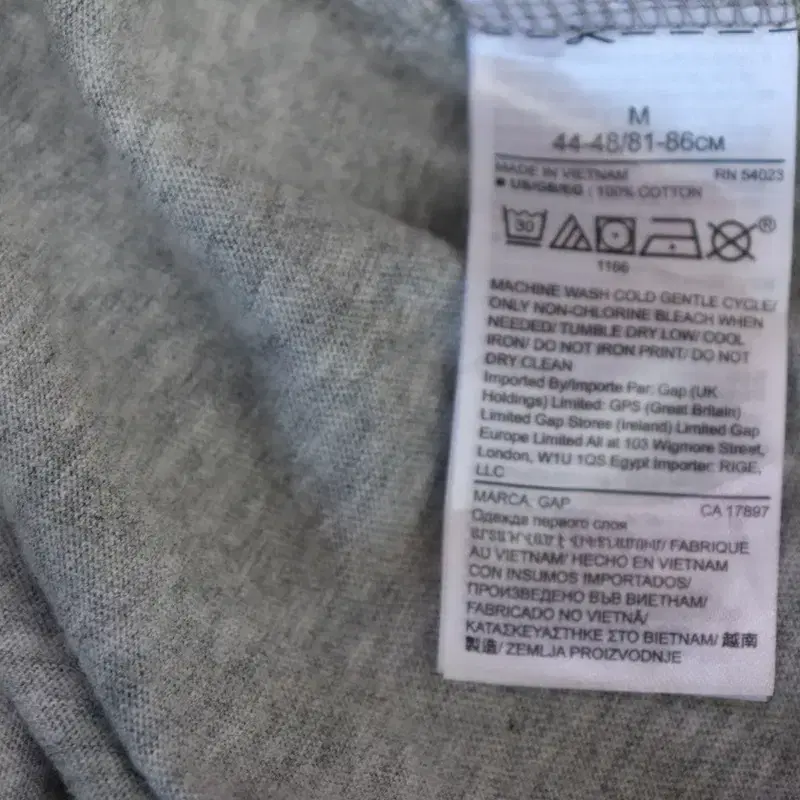 M
44-48/81-86CM
MADE IN VIETNAM RN 54023
100% COTTON
30
®
1166
MACHINE WASH COLD GENTLE CYCLE/
ONLY NON-CHLORINE BLEACH WHEN
NEEDED/ TUMBLE DRY LOW/ COOL
IRON/ DO NOT IRON PRINT/ DO NOT
DRY CLEAN
Imported By/Importe Par: Gap (UK
Holdings) Limited: GPS (Great Britain)
Limited Gap Stores (Ireland) Limited Gap
Europe Limited All at 103 Wigmore Street,
London, W1U 1QS Egypt Importer: RIGE,
LLC
MARCA: GAP CA 17897
Одежда первого слоя
FABRIQUE
AU VIETNAM/ HECHO EN VIETNAM
CON INSUMOS IMPORTADOS/
ПРОИЗВЕДЕНО ВЪВ ВИЕТНАМ/
FABRICADO NO VIETNÃ/
ΚΑΤΑΣΚΕΥΑΣΤΗΚΕ ΣΤΟ ΒΙΕΤΝΑΜ/ 越南
製造/ ZEMLJA PROIZVODNJE